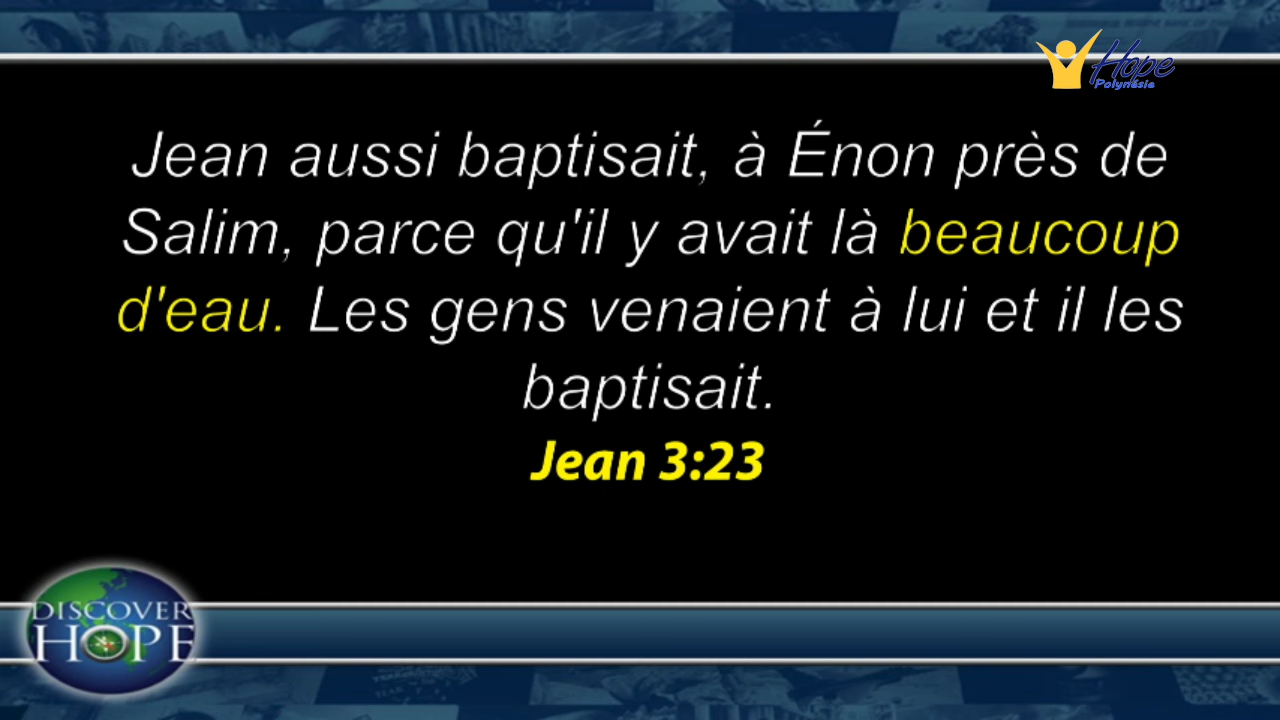 Hope
Polynésie
Jean aussi baptisait, à Énon près de
Salim, parce qu'il y avait là beaucoup
d'eau. Les gens venaient à lui et il les
baptisait.
Jean 3:23
DISCOVER
HOPE